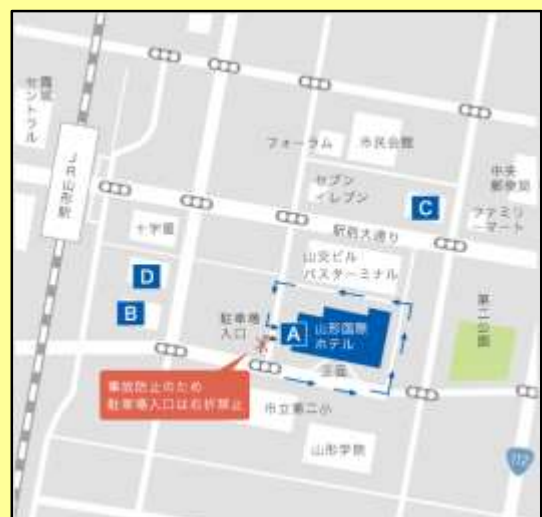 霞城
セントラル
JR山形駅
フォーラム
市民会館
中央
郵便局
セブン
イレブン
C
ファミリ
ーマート
十字屋
駅前大通り
山交ビル
バスターミナル
D
B
駐車場
入口
A
山形国際
ホテル
正面
第二公園
事故防止のため
駐車場入口は右折禁止
市立第二小
山形学院
112